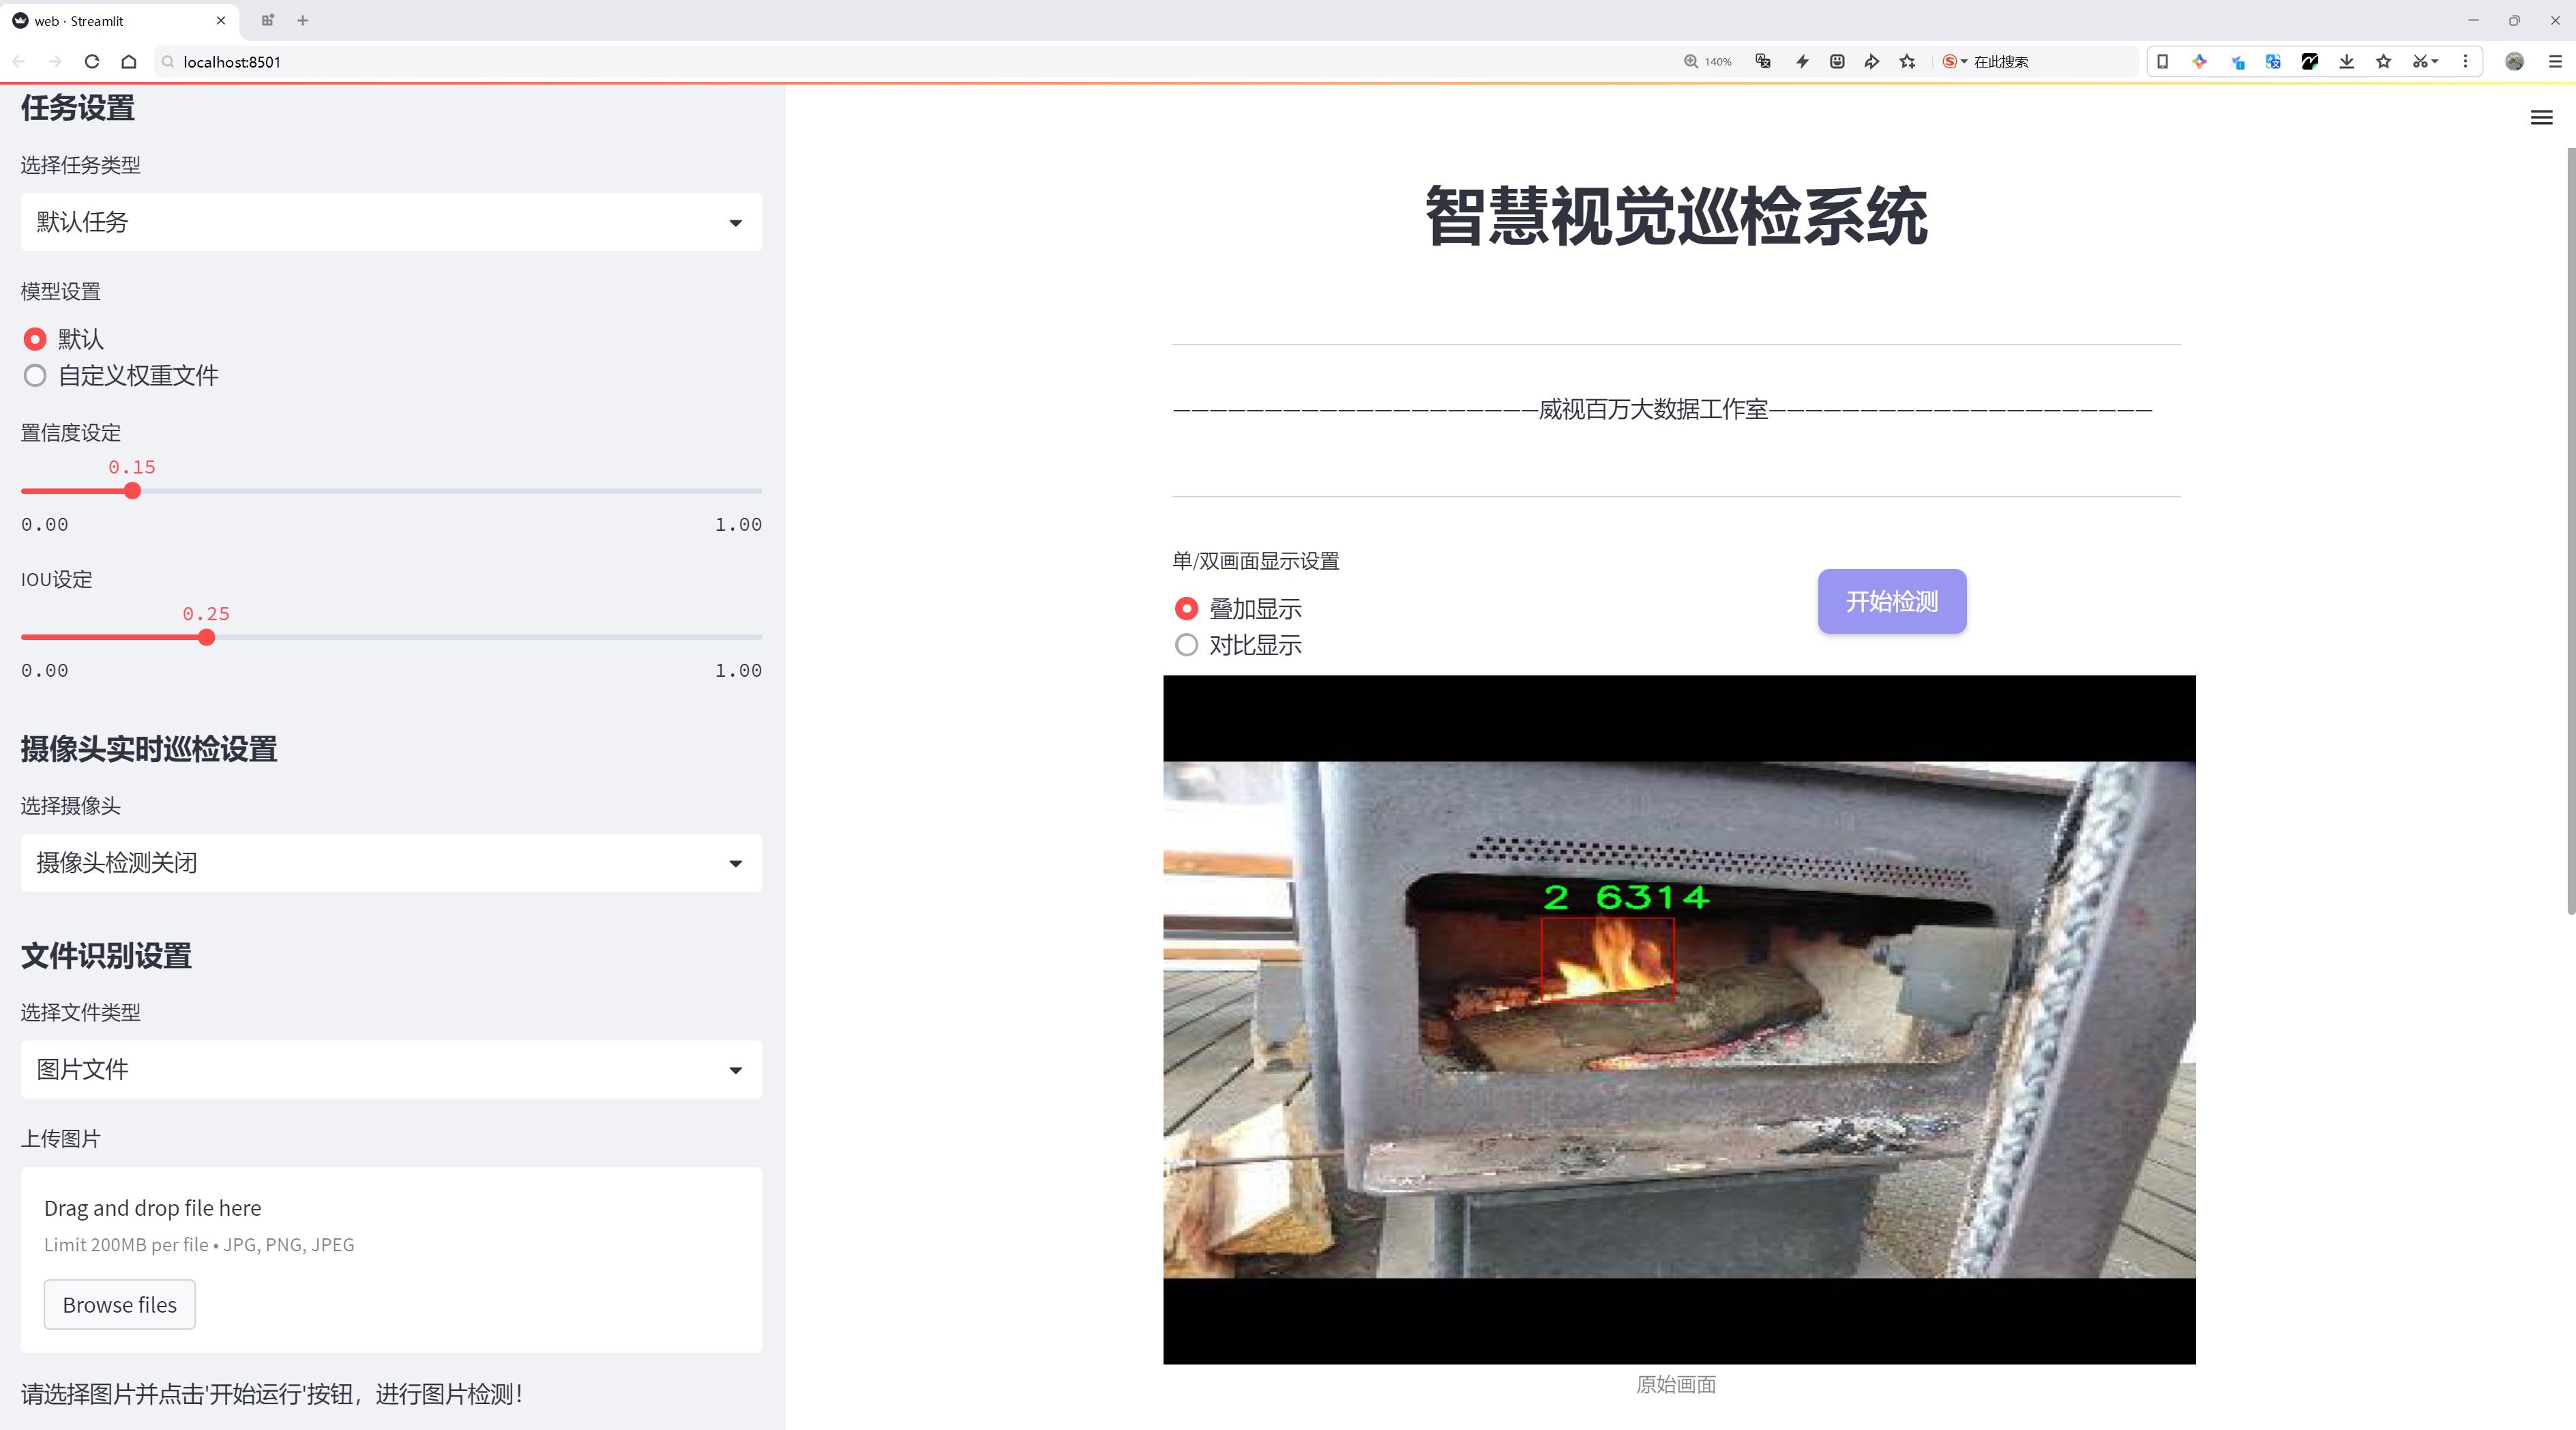 web · Streamlit
localhost:8501
140%
在此搜索
任务设置
选择任务类型
默认任务
模型设置
默认
自定义权重文件
置信度设定
0.15
0.00 1.00
IOU设定
0.25
0.00 1.00
摄像头实时巡检设置
选择摄像头
摄像头检测关闭
文件识别设置
选择文件类型
图片文件
上传图片
Drag and drop file here
Limit 200MB per file • JPG, PNG, JPEG
Browse files
请选择图片并点击'开始运行'按钮，进行图片检测！
智慧视觉巡检系统
—————————————————————威视百万大数据工作室——————————————————————
单/双画面显示设置
叠加显示
对比显示
开始检测
2 6314
原始画面